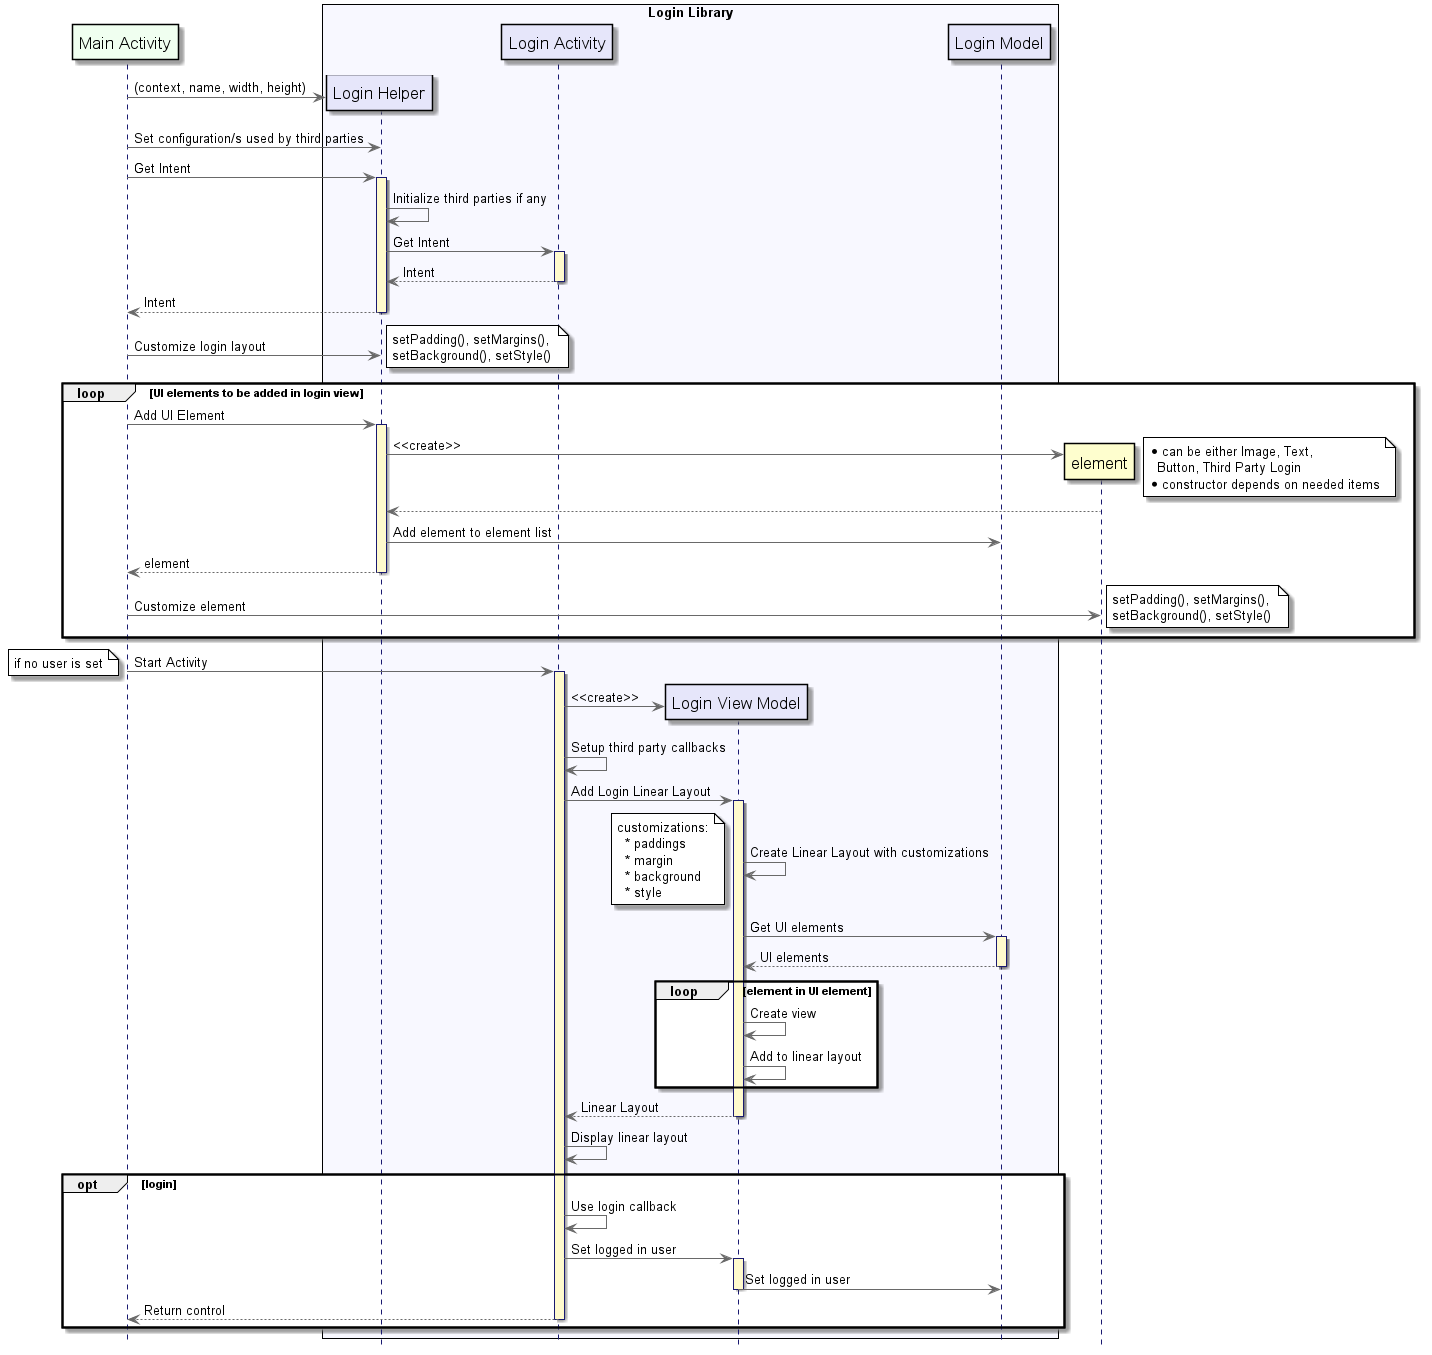 Login Library
Main Activity
Login Activity
Login Model
(context, name, width, height)
Login Helper
Set configuration/s used by third parties
Get Intent
Initialize third parties if any
Get Intent
Intent
Intent
Customize login layout
setPadding(), setMargins(),
setBackground(), setStyle()
loop
[UI elements to be added in login view]
Add UI Element
<<create>>
element
• can be either Image, Text,
Button, Third Party Login
• constructor depends on needed items
Add element to element list
element
Customize element
setPadding(), setMargins(),
setBackground(), setStyle()
if no user is set
Start Activity
<<create>>
Login View Model
Setup third party callbacks
Add Login Linear Layout
customizations:
* paddings
* margin
* background
* style
Create Linear Layout with customizations
Get UI elements
UI elements
loop
[element in UI element]
Create view
Add to linear layout
Linear Layout
Display linear layout
opt
[login]
Use login callback
Set logged in user
Set logged in user
Return control